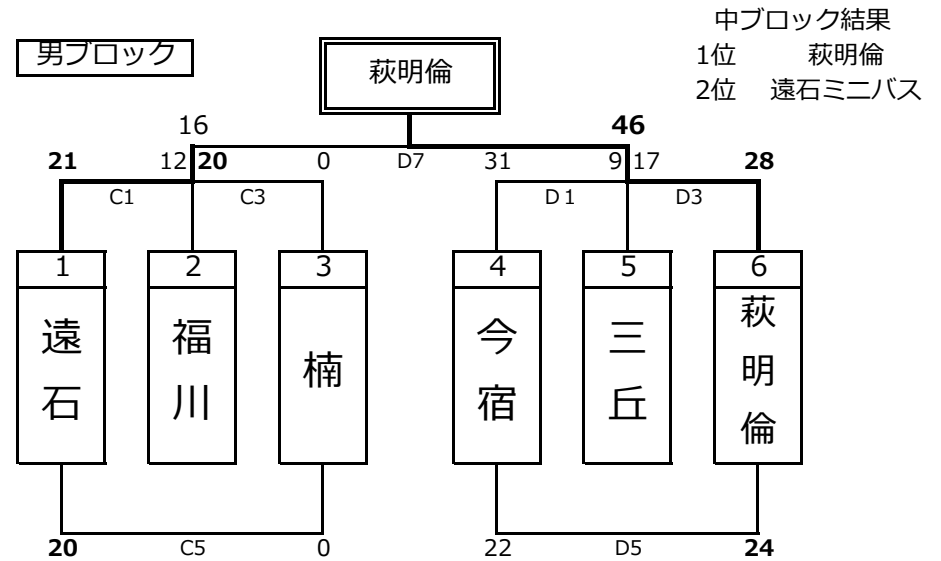 中ブロック結果
男ブロック
萩明倫
1位 萩明倫
2位 遠石ミニバス
16 46
21 12 20 0 D7 31 9 17 28
C1 C3 D1 D3
1 2 3 4 5 6
遠石
福川
楠
今宿
三丘
萩明倫
20 C5 0 22 D5 24